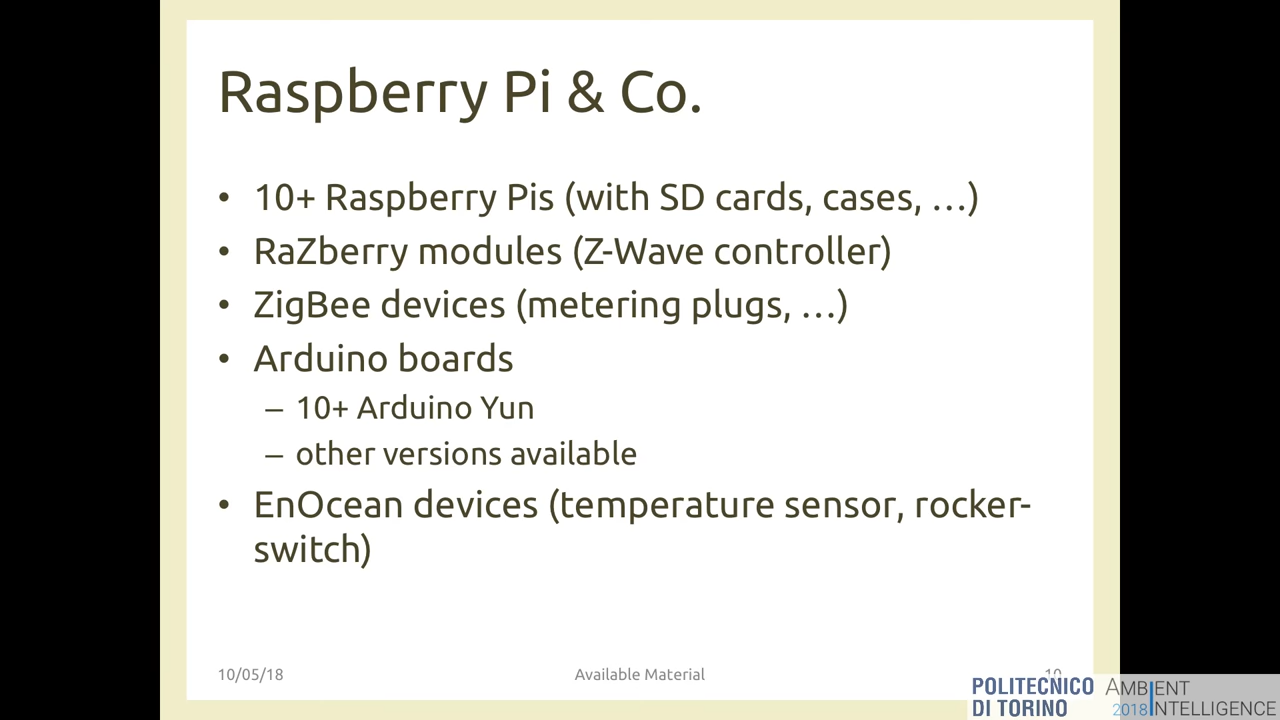 Raspberry Pi & Co.
• 10+ Raspberry Pis (with SD cards, cases, …)
• RaZberry modules (Z-Wave controller)
• ZigBee devices (metering plugs, …)
• Arduino boards
– 10+ Arduino Yun
– other versions available
• EnOcean devices (temperature sensor, rocker-
switch)
10/05/18 Available Material 10
POLITECNICO
DI TORINO
AMBIENT
2018 INTELLIGENCE